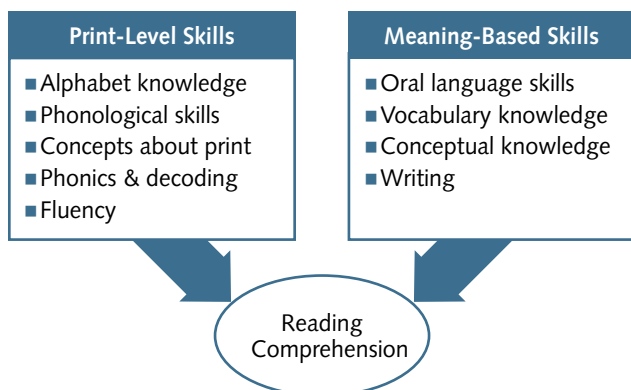 Print-Level Skills
■ Alphabet knowledge
■ Phonological skills
■ Concepts about print
■ Phonics & decoding
■ Fluency
Meaning-Based Skills
■ Oral language skills
■ Vocabulary knowledge
■ Conceptual knowledge
■ Writing
Reading
Comprehension